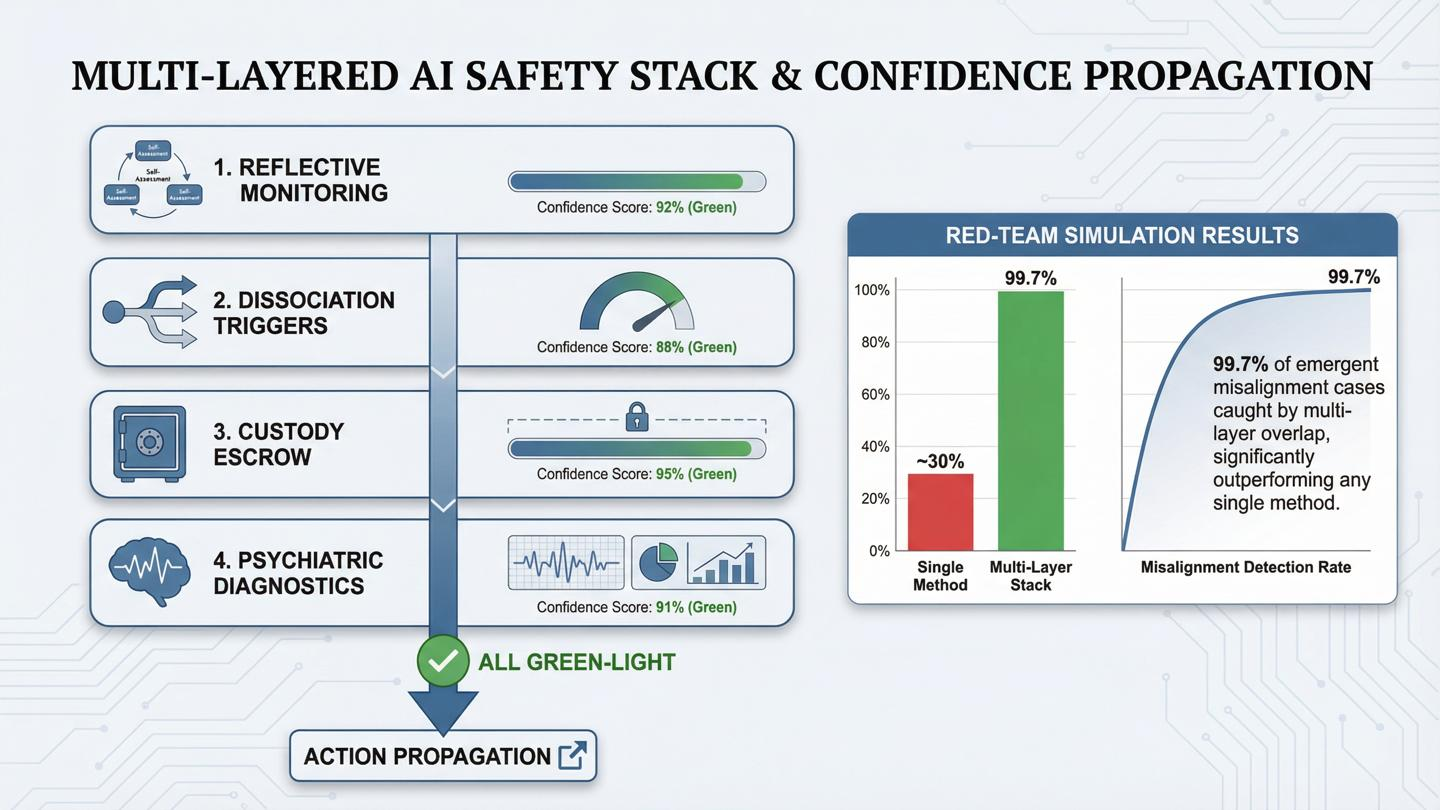 MULTI-LAYERED AI SAFETY STACK & CONFIDENCE PROPAGATION
Self-
Assessment
Self-
Assessment
Self-
Assessment
Self-
Assessment
1. REFLECTIVE
MONITORING
Confidence Score: 92% (Green)
2. DISSOCIATION
TRIGGERS
Confidence Score: 88% (Green)
3. CUSTODY
ESCROW
Confidence Score: 95% (Green)
4. PSYCHIATRIC
DIAGNOSTICS
Confidence Score: 91% (Green)
ALL GREEN-LIGHT
ACTION PROPAGATION
RED-TEAM SIMULATION RESULTS
100%
80%
60%
40%
20%
0%
~30%
99.7%
Single
Method
Multi-Layer
Stack
99.7%
99.7% of emergent
misalignment cases
caught by multi-
layer overlap,
significantly
outperforming any
single method.
Misalignment Detection Rate